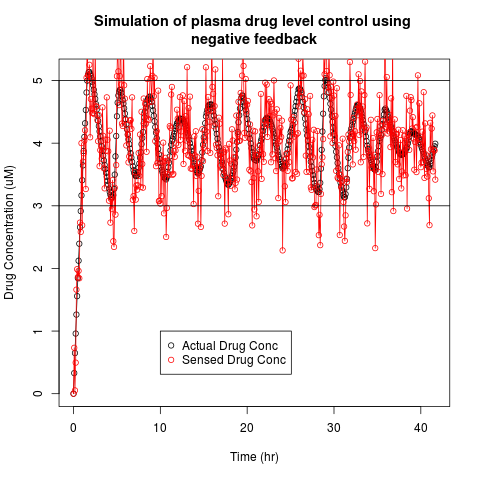 Simulation of plasma drug level control using
negative feedback
Drug Concentration (uM)
5
4
3
2
1
0
Actual Drug Conc
Sensed Drug Conc
0 10 20 30 40
Time (hr)